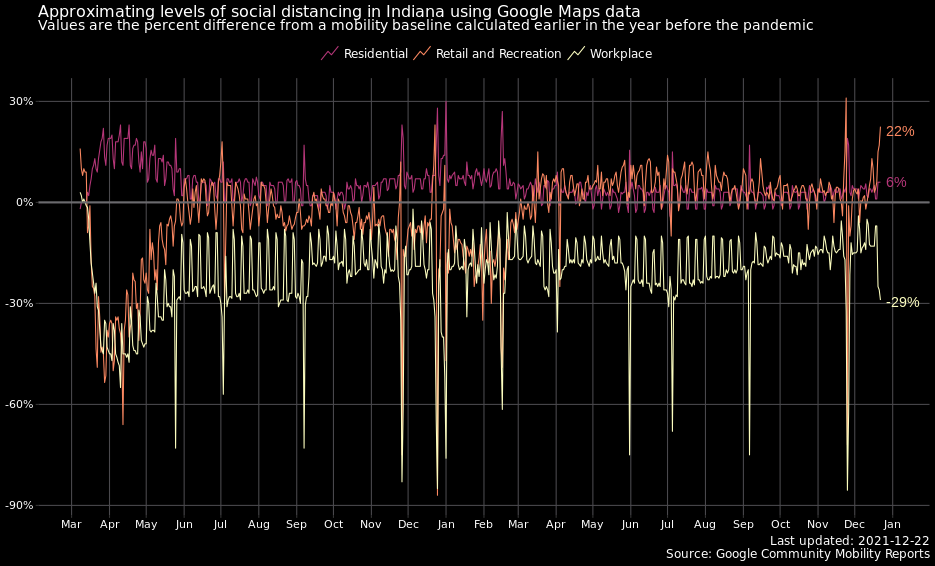 Approximating levels of social distancing in Indiana using Google Maps data
Values are the percent difference from a mobility baseline calculated earlier in the year before the pandemic
Residential Retail and Recreation Workplace
30%
0%
-30%
-60%
-90%
22%
6%
-29%
Mar Apr May Jun Jul Aug Sep Oct Nov Dec Jan Feb Mar Apr May Jun Jul Aug Sep Oct Nov Dec Jan
Last updated: 2021-12-22
Source: Google Community Mobility Reports